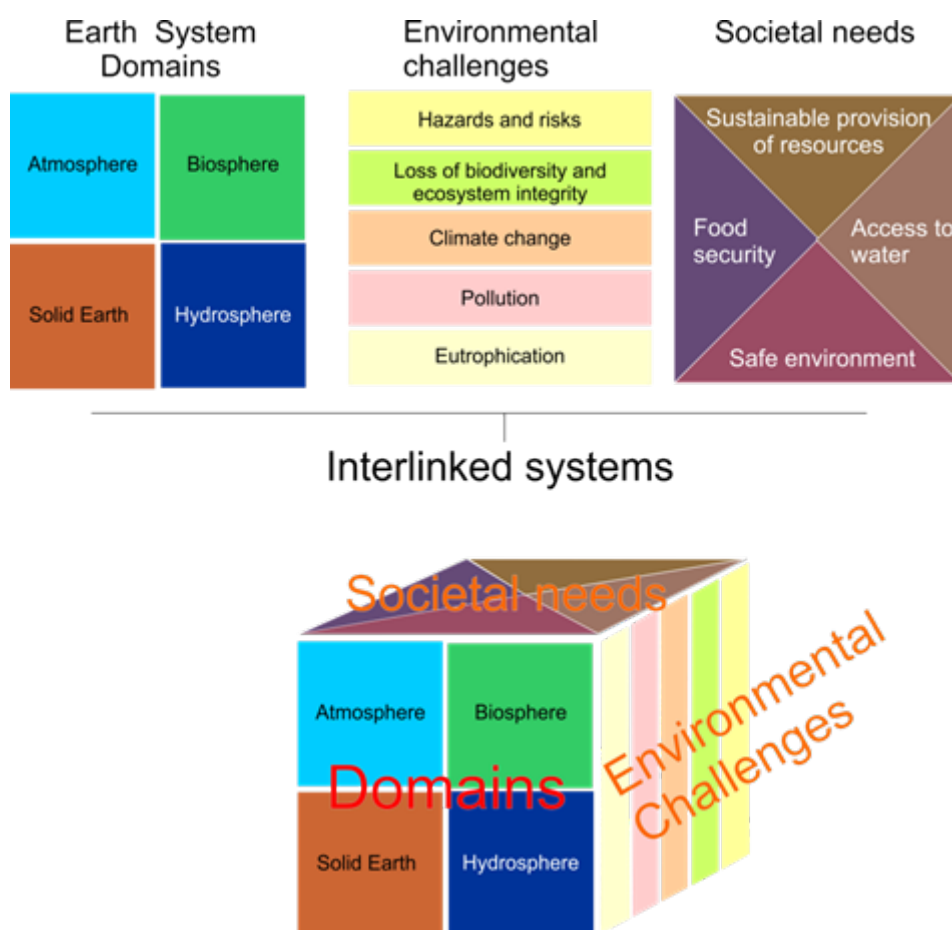 Earth System
Domains
Environmental
challenges
Societal needs
Atmosphere
Biosphere
Solid Earth
Hydrosphere
Hazards and risks
Loss of biodiversity and
ecosystem integrity
Climate change
Pollution
Eutrophication
Sustainable provision
of resources
Food
security
Access to
water
Safe environment
Interlinked systems
Societal needs
Atmosphere
Biosphere
Domains
Solid Earth
Hydrosphere
Environmental
Challenges